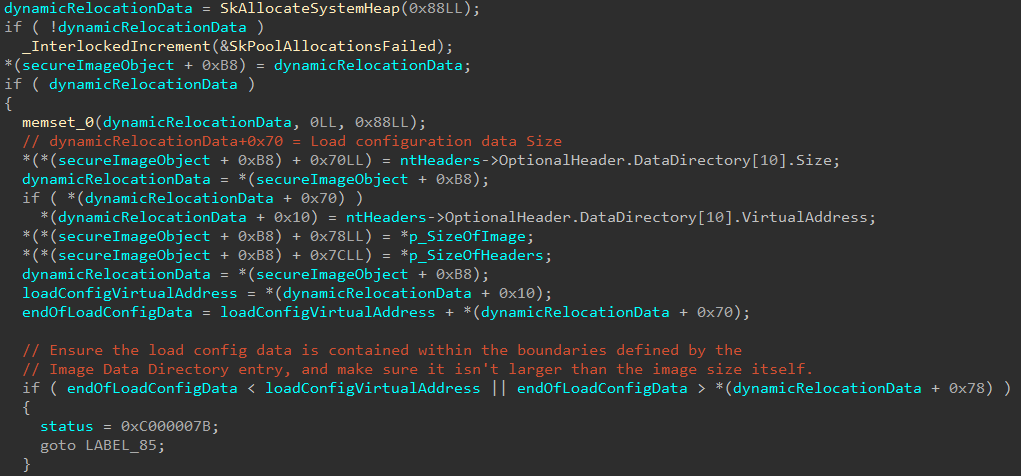 dynamicRelocationData = SkAllocateSystemHeap(0x88LL);
if ( !dynamicRelocationData )
  _InterlockedIncrement(&SkPoolAllocationsFailed);
*(secureImageObject + 0xB8) = dynamicRelocationData;
if ( dynamicRelocationData )
{
  memset_0(dynamicRelocationData, 0LL, 0x88LL);
  // dynamicRelocationData+0x70 = Load configuration data Size
  *(*(secureImageObject + 0xB8) + 0x70LL) = ntHeaders->OptionalHeader.DataDirectory[10].Size;
  dynamicRelocationData = *(secureImageObject + 0xB8);
  if ( *(dynamicRelocationData + 0x70) )
    *(dynamicRelocationData + 0x10) = ntHeaders->OptionalHeader.DataDirectory[10].VirtualAddress;
  *(*(secureImageObject + 0xB8) + 0x78LL) = *p_SizeOfImage;
  *(*(secureImageObject + 0xB8) + 0x7CLL) = *p_SizeOfHeaders;
  dynamicRelocationData = *(secureImageObject + 0xB8);
  loadConfigVirtualAddress = *(dynamicRelocationData + 0x10);
  endOfLoadConfigData = loadConfigVirtualAddress + *(dynamicRelocationData + 0x70);

  // Ensure the load config data is contained within the boundaries defined by the
  // Image Data Directory entry, and make sure it isn't larger than the image size itself.
  if ( endOfLoadConfigData < loadConfigVirtualAddress || endOfLoadConfigData > *(dynamicRelocationData + 0x78) )
  {
    status = 0xC000007B;
    goto LABEL_85;
  }